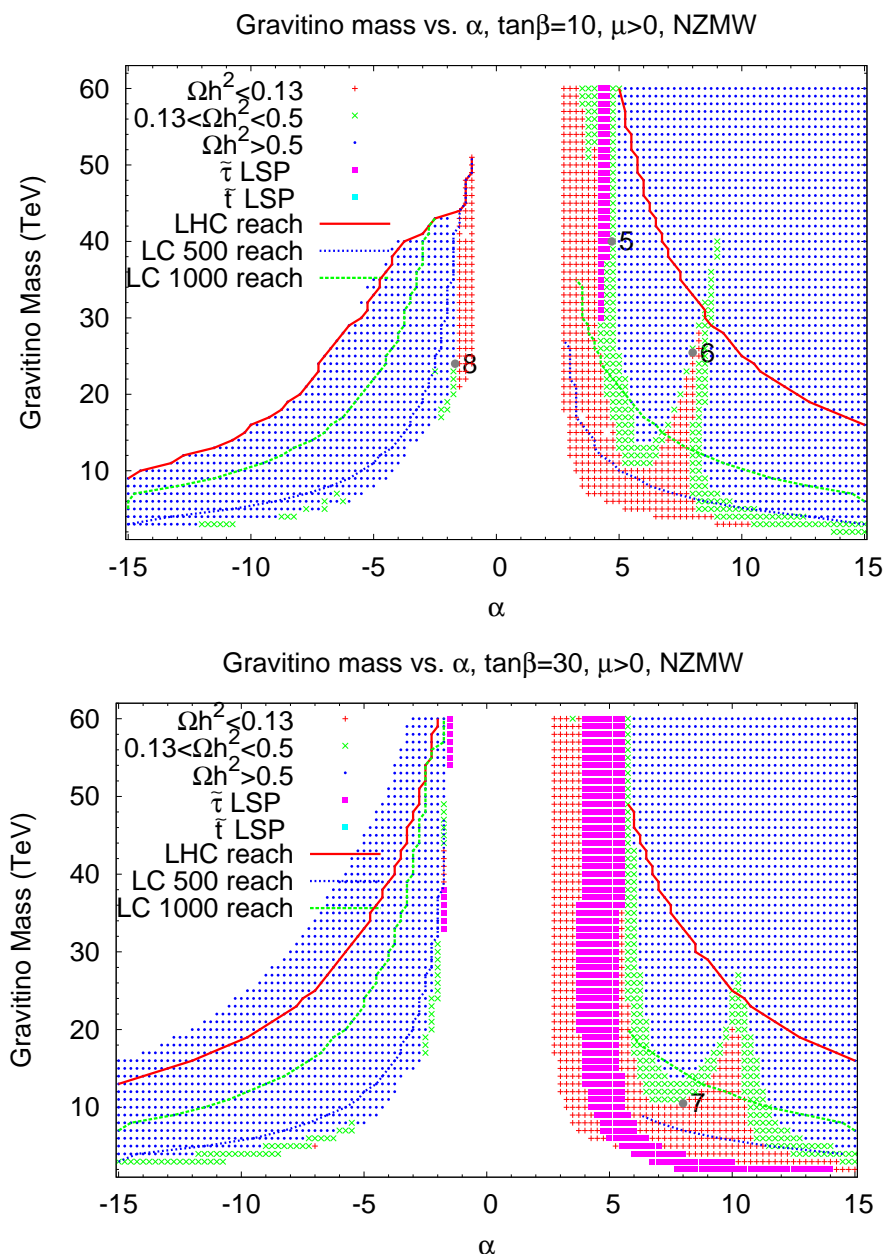 Gravitino mass vs. α, tanβ=10, μ>0, NZMW
Gravitino Mass (TeV)
60
50
40
30
20
10
Ωh²<0.13
0.13<Ωh²<0.5
Ωh²>0.5
τ̃ LSP
t̃ LSP
LHC reach
LC 500 reach
LC 1000 reach
5
6
8
-15 -10 -5 0 5 10 15
α
Gravitino mass vs. α, tanβ=30, μ>0, NZMW
Gravitino Mass (TeV)
60
50
40
30
20
10
Ωh²<0.13
0.13<Ωh²<0.5
Ωh²>0.5
τ̃ LSP
t̃ LSP
LHC reach
LC 500 reach
LC 1000 reach
7
-15 -10 -5 0 5 10 15
α